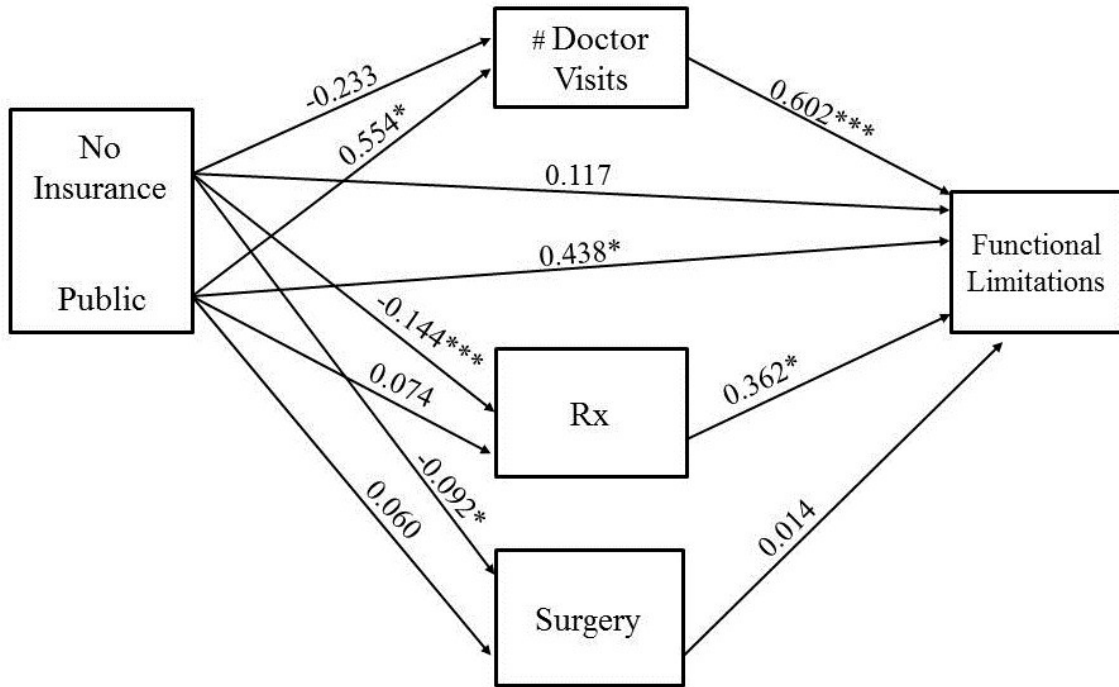 # Doctor
Visits
-0.233
0.554*
0.602***
No
Insurance
Public
0.117
0.438*
Functional
Limitations
-0.144***
0.074
Rx
0.362*
-0.092*
0.060
Surgery
0.014